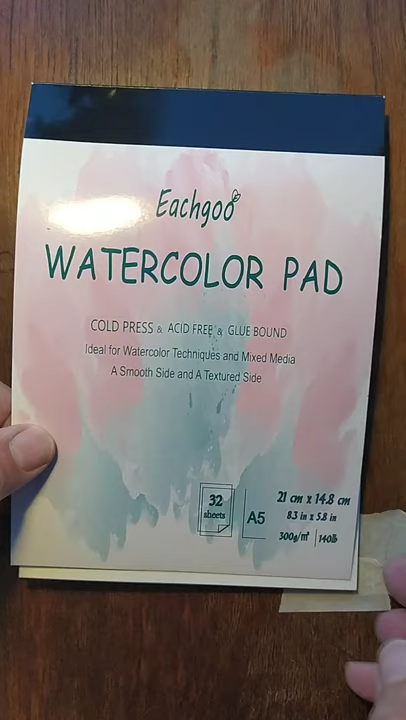 Eachgoo
WATERCOLOR PAD
COLD PRESS & ACID FREE & GLUE BOUND
Ideal for Watercolor Techniques and Mixed Media
A Smooth Side and A Textured Side
32
sheets
A5
21 cm x 14.8 cm
8.3 in x 5.8 in
300g/m² 140lb